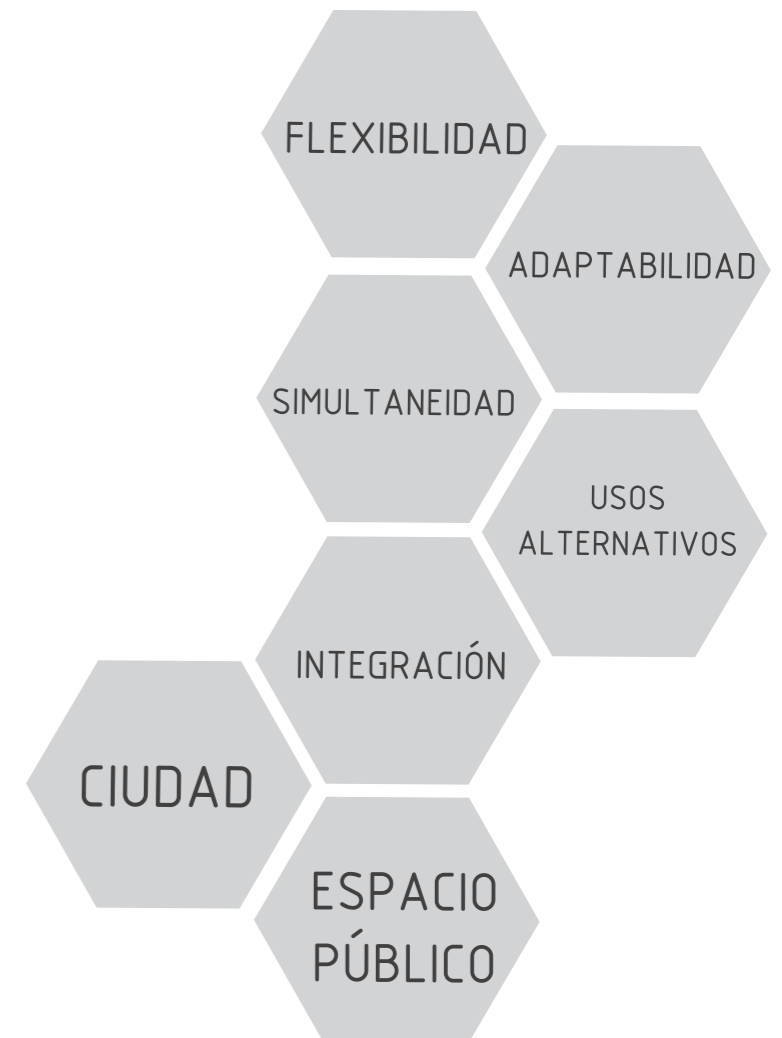 FLEXIBILIDAD
ADAPTABILIDAD
SIMULTANEIDAD
USOS
ALTERNATIVOS
INTEGRACIÓN
CIUDAD
ESPACIO
PÚBLICO